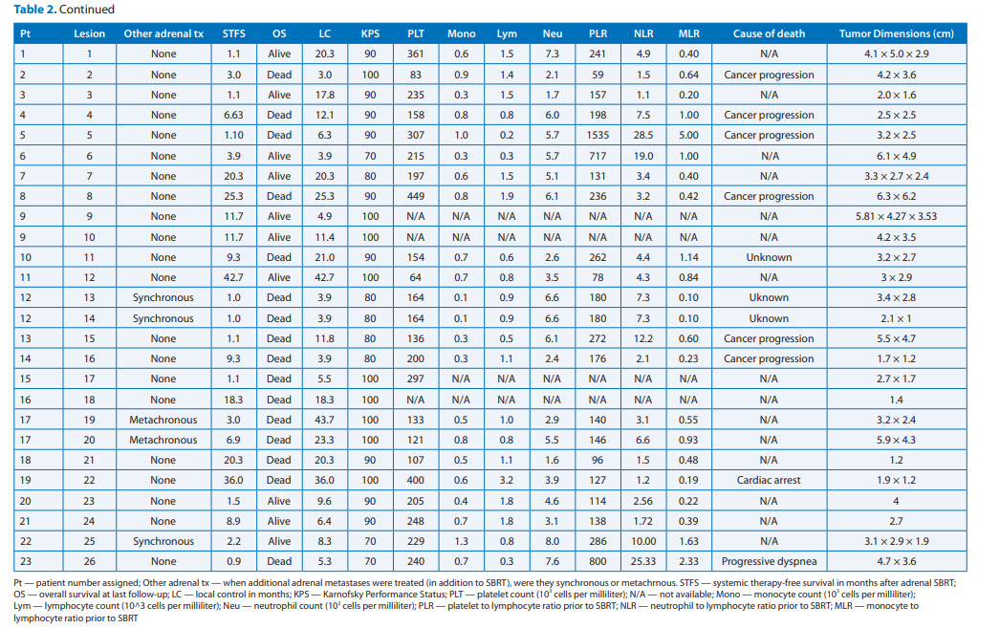 Table 2. Continued
Pt Lesion Other adrenal tx STFS OS LC KPS PLT Mono Lym Neu PLR NLR MLR Cause of death Tumor Dimensions (cm)
1 1 None 1.1 Alive 20.3 90 361 0.6 1.5 7.3 241 4.9 0.40 N/A 4.1 × 5.0 × 2.9
2 2 None 3.0 Dead 3.0 100 83 0.9 1.4 2.1 59 1.5 0.64 Cancer progression 4.2 × 3.6
3 3 None 1.1 Alive 17.8 90 235 0.3 1.5 1.7 157 1.1 0.20 N/A 2.0 × 1.6
4 4 None 6.63 Dead 12.1 90 158 0.8 0.8 6.0 198 7.5 1.00 Cancer progression 2.5 × 2.5
5 5 None 1.10 Dead 6.3 90 307 1.0 0.2 5.7 1535 28.5 5.00 Cancer progression 3.2 × 2.5
6 6 None 3.9 Alive 3.9 70 215 0.3 0.3 5.7 717 19.0 1.00 N/A 6.1 × 4.9
7 7 None 20.3 Alive 20.3 80 197 0.6 1.5 5.1 131 3.4 0.40 N/A 3.3 × 2.7 × 2.4
8 8 None 25.3 Dead 25.3 90 449 0.8 1.9 6.1 236 3.2 0.42 Cancer progression 6.3 × 6.2
9 9 None 11.7 Alive 4.9 100 N/A N/A N/A N/A N/A N/A N/A N/A 5.81 × 4.27 × 3.53
9 10 None 11.7 Alive 11.4 100 N/A N/A N/A N/A N/A N/A N/A N/A 4.2 × 3.5
10 11 None 9.3 Dead 21.0 90 154 0.7 0.6 2.6 262 4.4 1.14 Unknown 3.2 × 2.7
11 12 None 42.7 Alive 42.7 100 64 0.7 0.8 3.5 78 4.3 0.84 N/A 3 × 2.9
12 13 Synchronous 1.0 Dead 3.9 80 164 0.1 0.9 6.6 180 7.3 0.10 Uknown 3.4 × 2.8
12 14 Synchronous 1.0 Dead 3.9 80 164 0.1 0.9 6.6 180 7.3 0.10 Uknown 2.1 × 1
13 15 None 1.1 Dead 11.8 80 136 0.3 0.5 6.1 272 12.2 0.60 Cancer progression 5.5 × 4.7
14 16 None 9.3 Dead 3.9 80 200 0.3 1.1 2.4 176 2.1 0.23 Cancer progression 1.7 × 1.2
15 17 None 1.1 Dead 5.5 100 297 N/A N/A N/A N/A N/A N/A N/A 2.7 × 1.7
16 18 None 18.3 Dead 18.3 100 N/A N/A N/A N/A N/A N/A N/A N/A 1.4
17 19 Metachronous 3.0 Dead 43.7 100 133 0.5 1.0 2.9 140 3.1 0.55 N/A 3.2 × 2.4
17 20 Metachronous 6.9 Dead 23.3 100 121 0.8 0.8 5.5 146 6.6 0.93 N/A 5.9 × 4.3
18 21 None 20.3 Dead 20.3 90 107 0.5 1.1 1.6 96 1.5 0.48 N/A 1.2
19 22 None 36.0 Dead 36.0 100 400 0.6 3.2 3.9 127 1.2 0.19 Cardiac arrest 1.9 × 1.2
20 23 None 1.5 Alive 9.6 90 205 0.4 1.8 4.6 114 2.56 0.22 N/A 4
21 24 None 8.9 Alive 6.4 90 248 0.7 1.8 3.1 138 1.72 0.39 N/A 2.7
22 25 Synchronous 2.2 Alive 8.3 70 229 1.3 0.8 8.0 286 10.00 1.63 N/A 3.1 × 2.9 × 1.9
23 26 None 0.9 Dead 5.3 70 240 0.7 0.3 7.6 800 25.33 2.33 Progressive dyspnea 4.7 × 3.6
Pt — patient number assigned; Other adrenal tx — when additional adrenal metastases were treated (in addition to SBRT), were they synchronous or metachrnous. STFS — systemic therapy-free survival in months after adrenal SBRT;
OS — overall survival at last follow-up; LC — local control in months; KPS — Karnofsky Performance Status; PLT — platelet count (10³ cells per milliliter); N/A — not available; Mono — monocyte count (10³ cells per milliliter);
Lym — lymphocyte count (10^3 cells per milliliter); Neu — neutrophil count (10³ cells per milliliter); PLR — platelet to lymphocyte ratio prior to SBRT; NLR — neutrophil to lymphocyte ratio prior to SBRT; MLR — monocyte to
lymphocyte ratio prior to SBRT